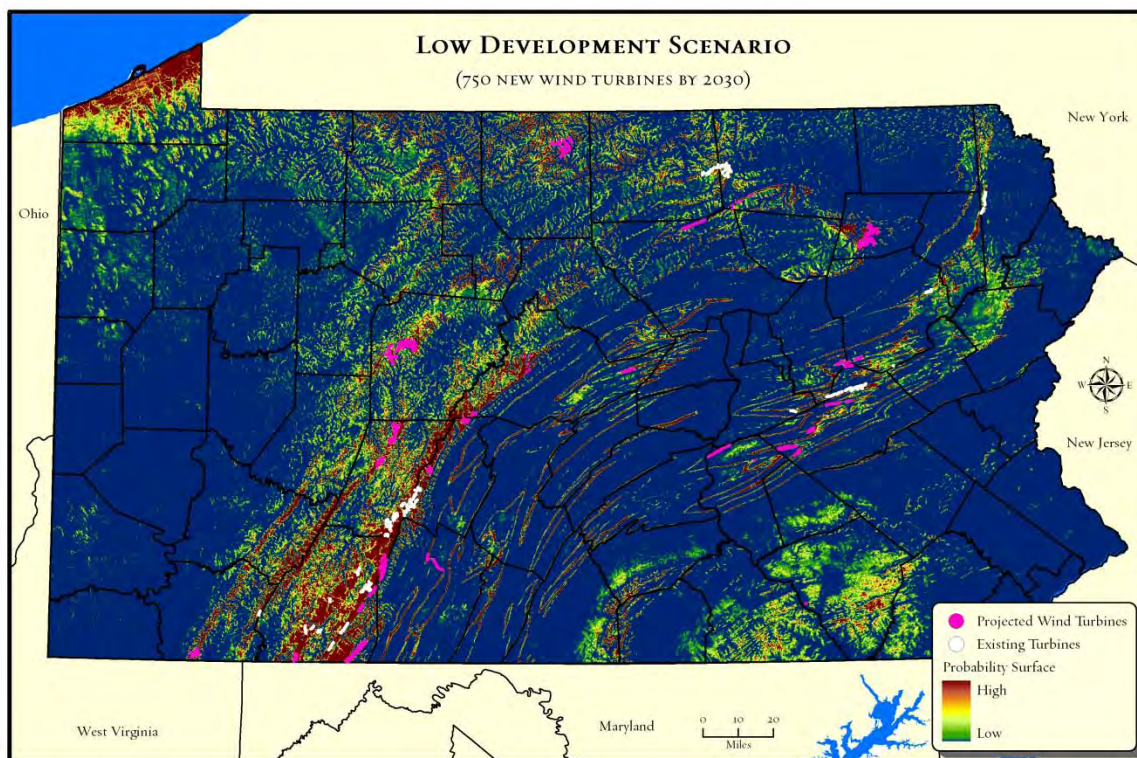 LOW DEVELOPMENT SCENARIO
(750 NEW WIND TURBINES BY 2030)
New York
Ohio
N
W E
S
New Jersey
Projected Wind Turbines
Existing Turbines
Probability Surface
High
Low
West Virginia
Maryland
0 10 20
Miles